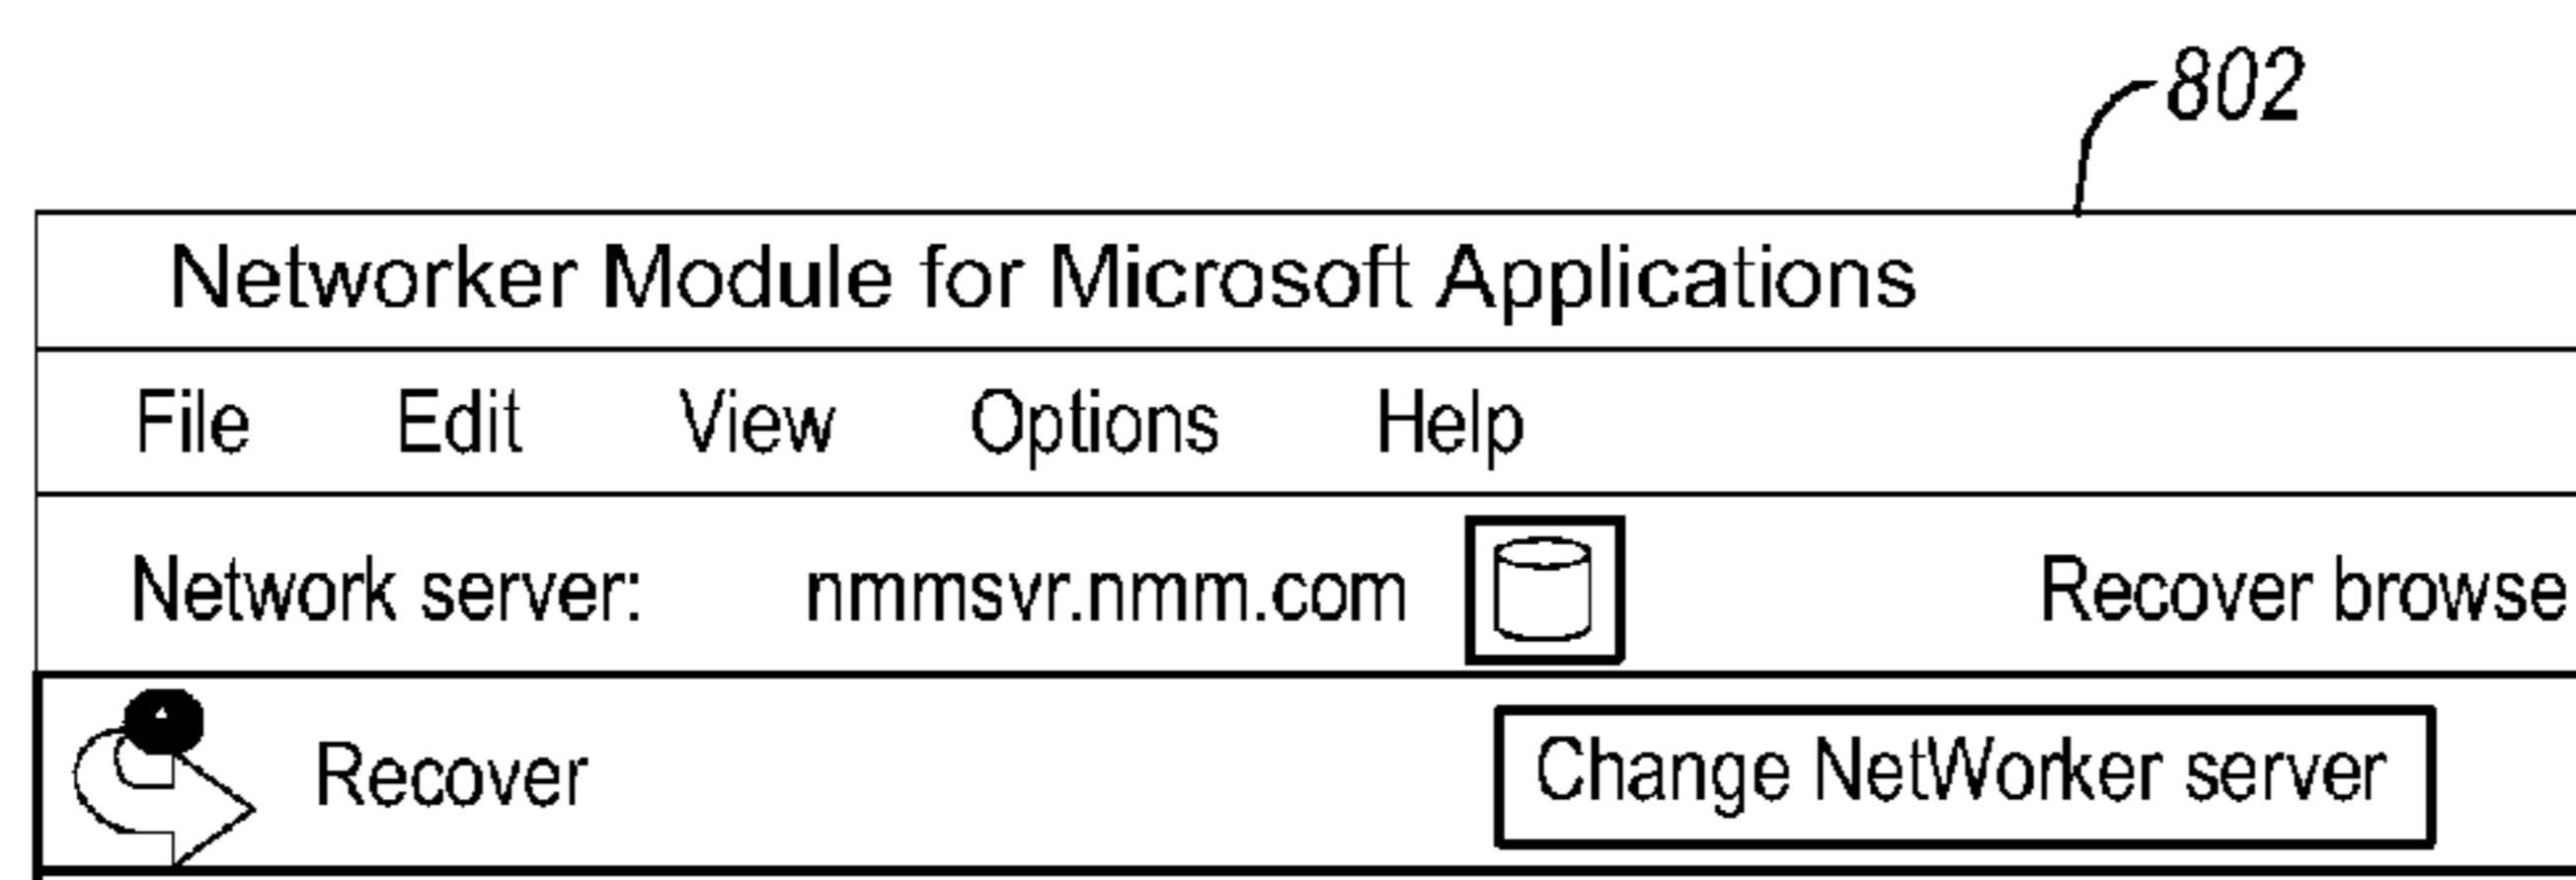 802
Networker Module for Microsoft Applications
File Edit View Options Help
Network server: nmmsvr.nmm.com Recover browse
Recover Change NetWorker server